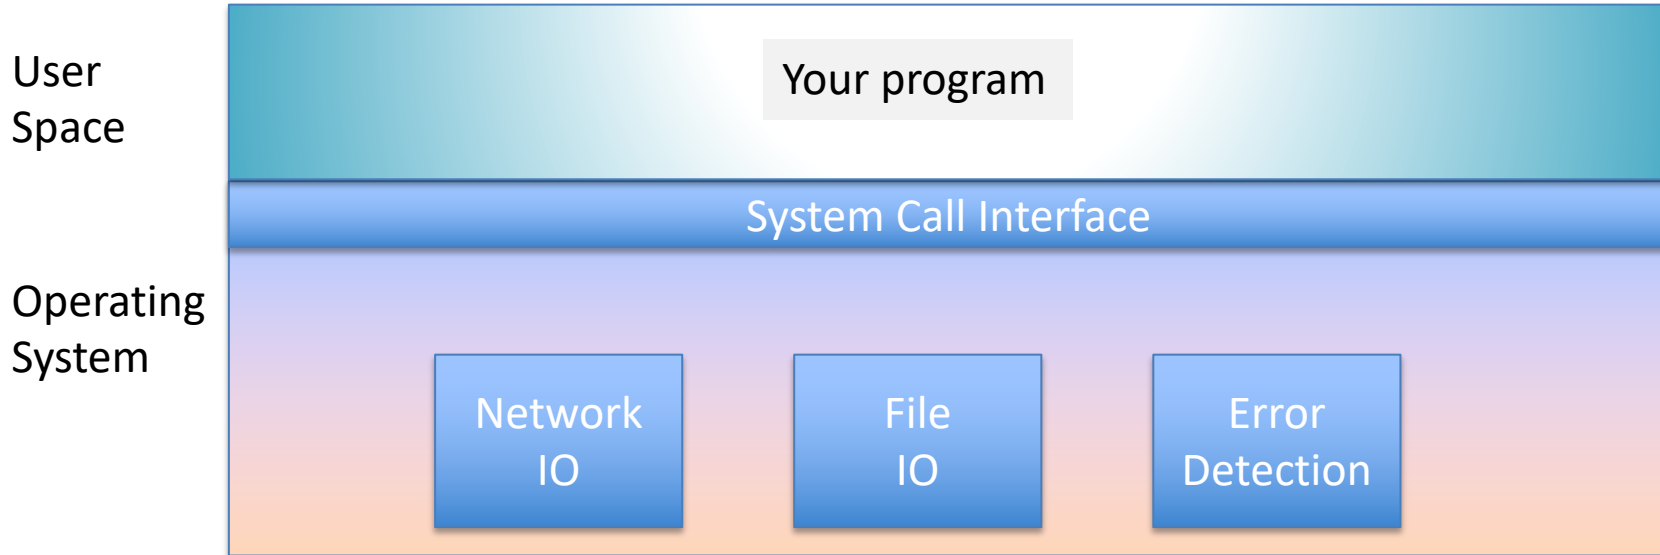 User
Space
Your program
System Call Interface
Operating
System
Network
IO
File
IO
Error
Detection